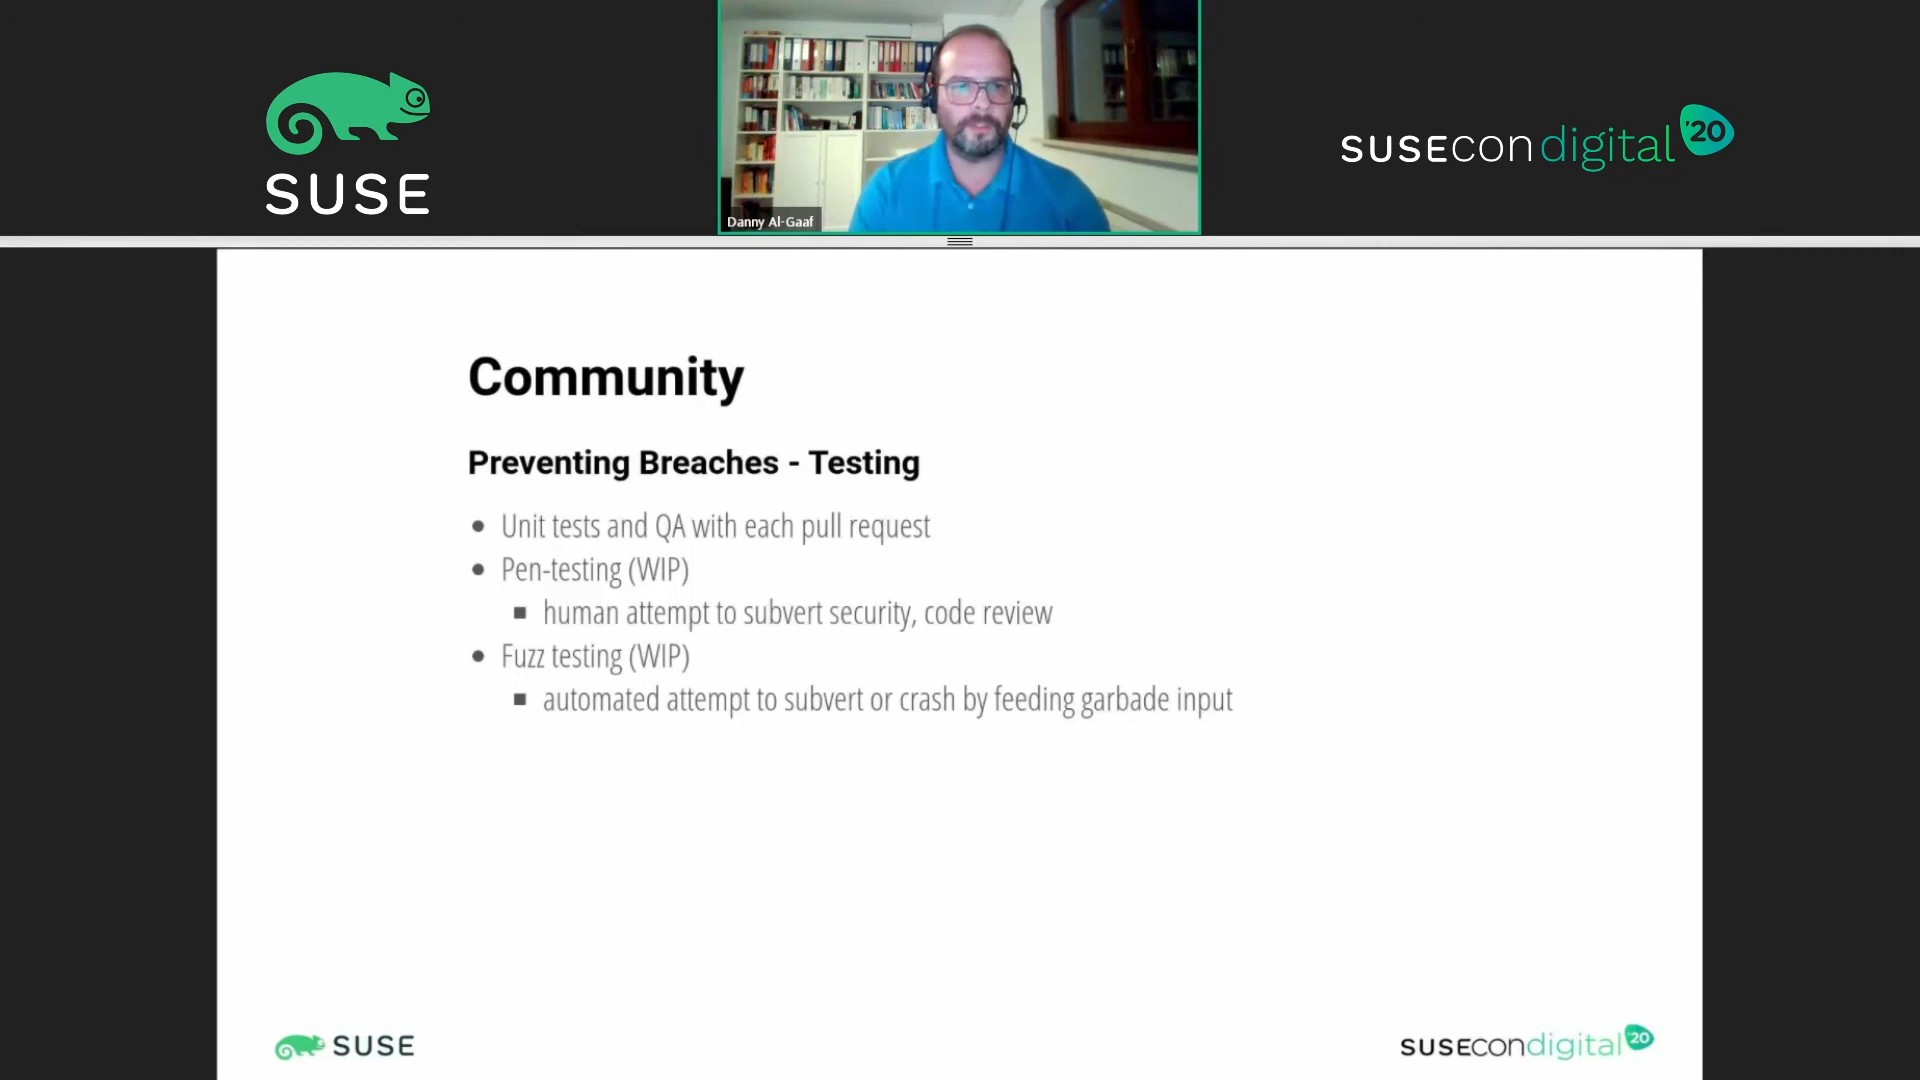 SUSE
Danny Al-Gaaf
SUSEcon digital '20
Community
Preventing Breaches - Testing
Unit tests and QA with each pull request
Pen-testing (WIP)
human attempt to subvert security, code review
Fuzz testing (WIP)
automated attempt to subvert or crash by feeding garbade input
SUSE
SUSEcondigital '20